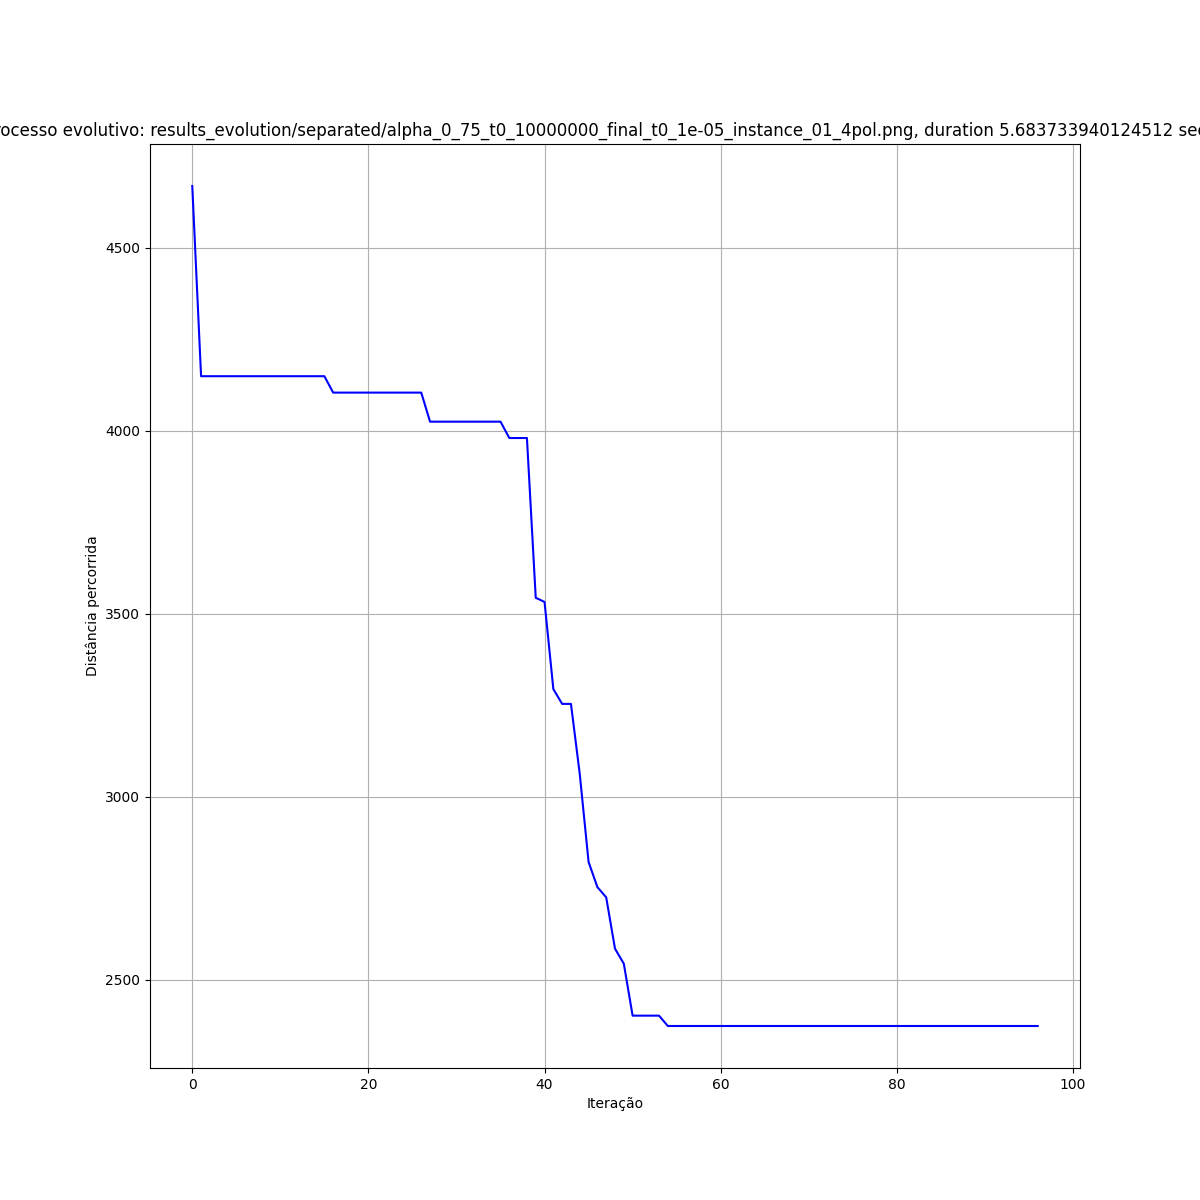 ocesso evolutivo: results_evolution/separated/alpha_0_75_t0_10000000_final_t0_1e-05_instance_01_4pol.png, duration 5.683733940124512
4500
4000
3500
3000
2500
Distância percorrida
0 20 40 60 80 100
Iteração